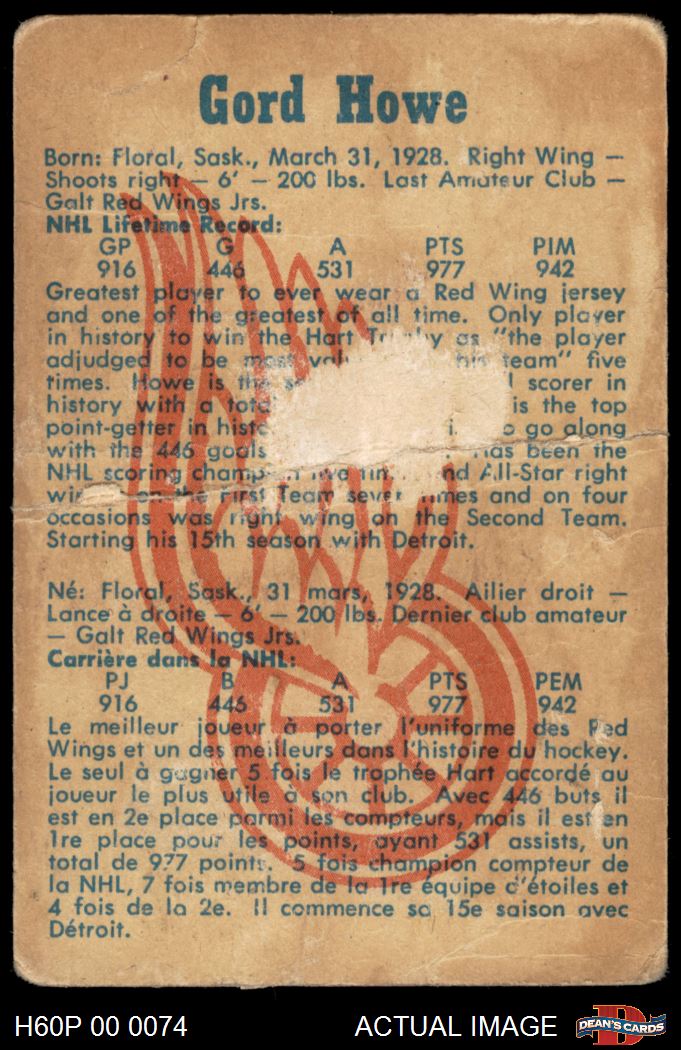 Gord Howe
Born: Floral, Sask., March 31, 1928. Right Wing —
Shoots right — 6' — 200 lbs. Last Amateur Club —
Galt Red Wings Jrs.
NHL Lifetime Record:
GP G A PTS PIM
916 446 531 977 942
Greatest player to ever wear a Red Wing jersey
and one of the greatest of all time. Only player
in history to win the Hart Trophy as "the player
adjudged to be most team" five
times. Howe is the scorer in
history with a is the top
point-getter in go along
with the 446 goals has been the
NHL scoring All-Star right
on the First Team seven times and on four
occasions was right wing on the Second Team.
Starting his 15th season with Detroit.
Né: Floral, Sask., 31 mars, 1928. Ailier droit —
Lance à droite — 6' — 200 lbs. Dernier club amateur
— Galt Red Wings Jrs.
Carrière dans la NHL:
PJ B A PTS PEM
916 446 531 977 942
Le meilleur joueur à porter l'uniforme des Red
Wings et un des meilleurs dans l'histoire du hockey.
Le seul à gagner 5 fois le trophée Hart accordé au
joueur le plus utile à son club. Avec 446 buts il
est en 2e place parmi les compteurs, mais il est en
1re place pour les points, ayant 531 assists, un
total de 977 points. 5 fois champion compteur de
la NHL, 7 fois membre de la 1re équipe d'étoiles et
4 fois de la 2e. Il commence sa 15e saison avec
Détroit.
H60P 00 0074 ACTUAL IMAGE DEAN'S CARDS